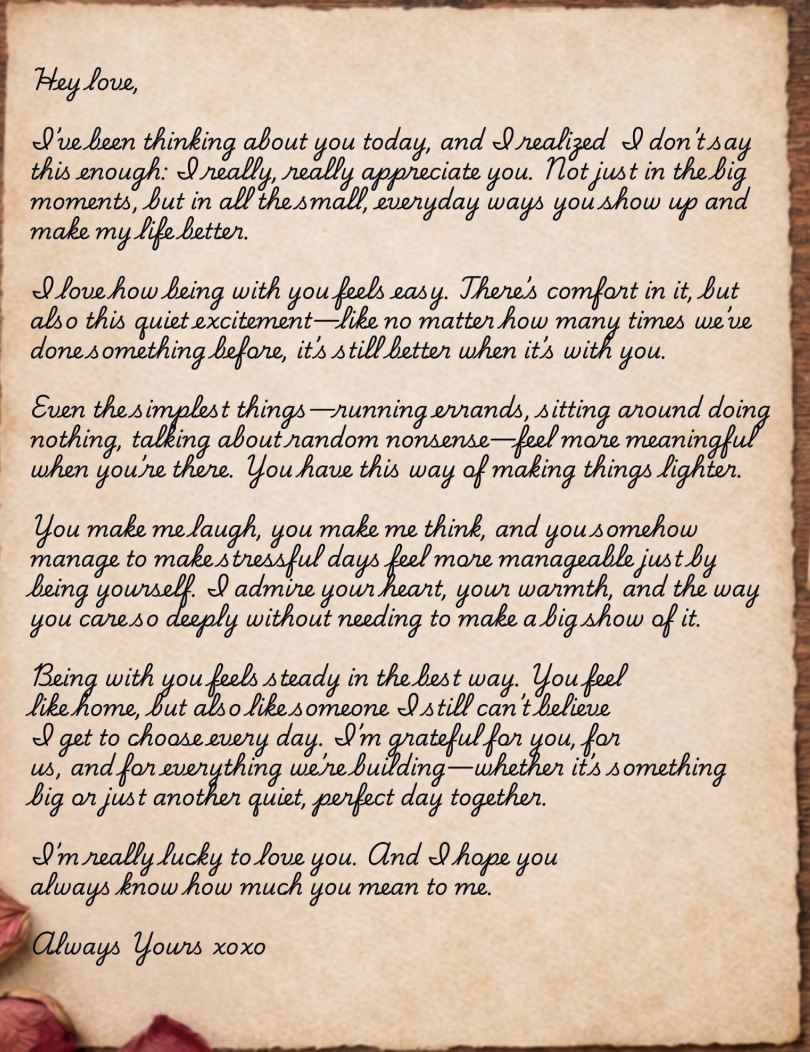 Hey love,
I've been thinking about you today, and I realized I don't say
this enough: I really, really appreciate you. Not just in the big
moments, but in all the small, everyday ways you show up and
make my life better.
I love how being with you feels easy. There's comfort in it, but
also this quiet excitement—like no matter how many times we've
done something before, it's still better when it's with you.
Even the simplest things—running errands, sitting around doing
nothing, talking about random nonsense—feel more meaningful
when you're there. You have this way of making things lighter.
You make me laugh, you make me think, and you somehow
manage to make stressful days feel more manageable just by
being yourself. I admire your heart, your warmth, and the way
you care so deeply without needing to make a big show of it.
Being with you feels steady in the best way. You feel
like home, but also like someone I still can't believe
I get to choose every day. I'm grateful for you, for
us, and for everything we're building—whether it's something
big or just another quiet, perfect day together.
I'm really lucky to love you. And I hope you
always know how much you mean to me.
Always Yours xoxo